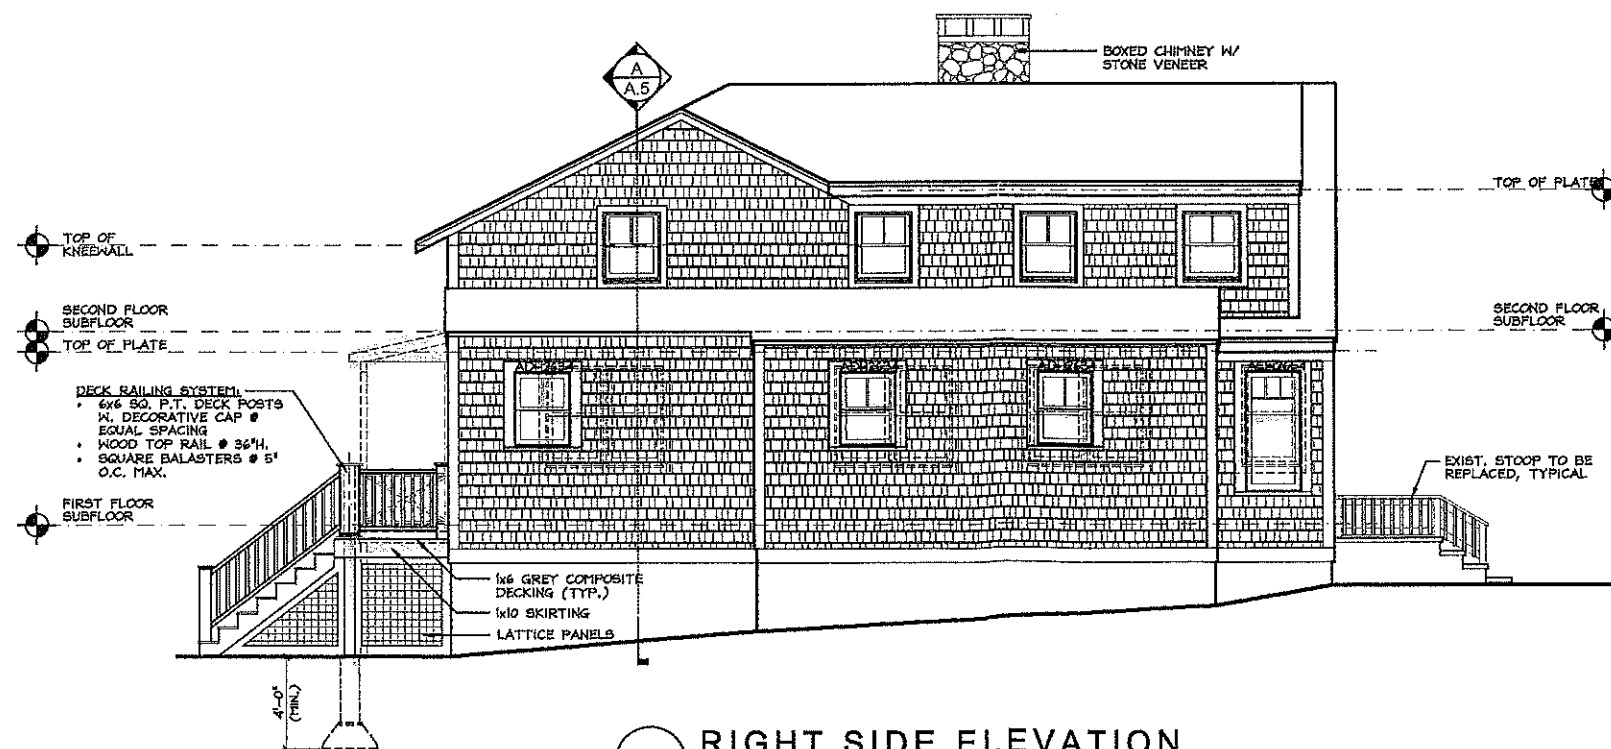 BOXED CHIMNEY W/
STONE VENEER
A
A.5
TOP OF PLATE
TOP OF
KNEEWALL
SECOND FLOOR
SUBFLOOR
SECOND FLOOR
SUBFLOOR
TOP OF PLATE
DECK RAILING SYSTEM:
• 6x6 SQ. P.T. DECK POSTS
W. DECORATIVE CAP @
EQUAL SPACING
• WOOD TOP RAIL @ 36"H.
• SQUARE BALASTERS @ 5"
O.C. MAX.
EXIST. STOOP TO BE
REPLACED, TYPICAL
FIRST FLOOR
SUBFLOOR
1x6 GREY COMPOSITE
DECKING (TYP.)
1x10 SKIRTING
LATTICE PANELS
4'-0"
(MIN.)
RIGHT SIDE ELEVATION